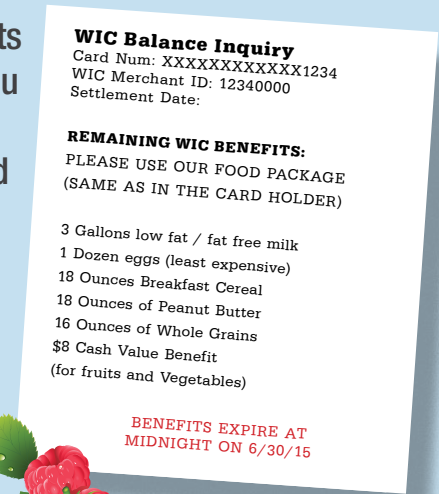 ts
u
d
WIC Balance Inquiry
Card Num: XXXXXXXXXXXX1234
WIC Merchant ID: 12340000
Settlement Date:
REMAINING WIC BENEFITS:
PLEASE USE OUR FOOD PACKAGE
(SAME AS IN THE CARD HOLDER)
3 Gallons low fat / fat free milk
1 Dozen eggs (least expensive)
18 Ounces Breakfast Cereal
18 Ounces of Peanut Butter
16 Ounces of Whole Grains
$8 Cash Value Benefit
(for fruits and Vegetables)
BENEFITS EXPIRE AT
MIDNIGHT ON 6/30/15